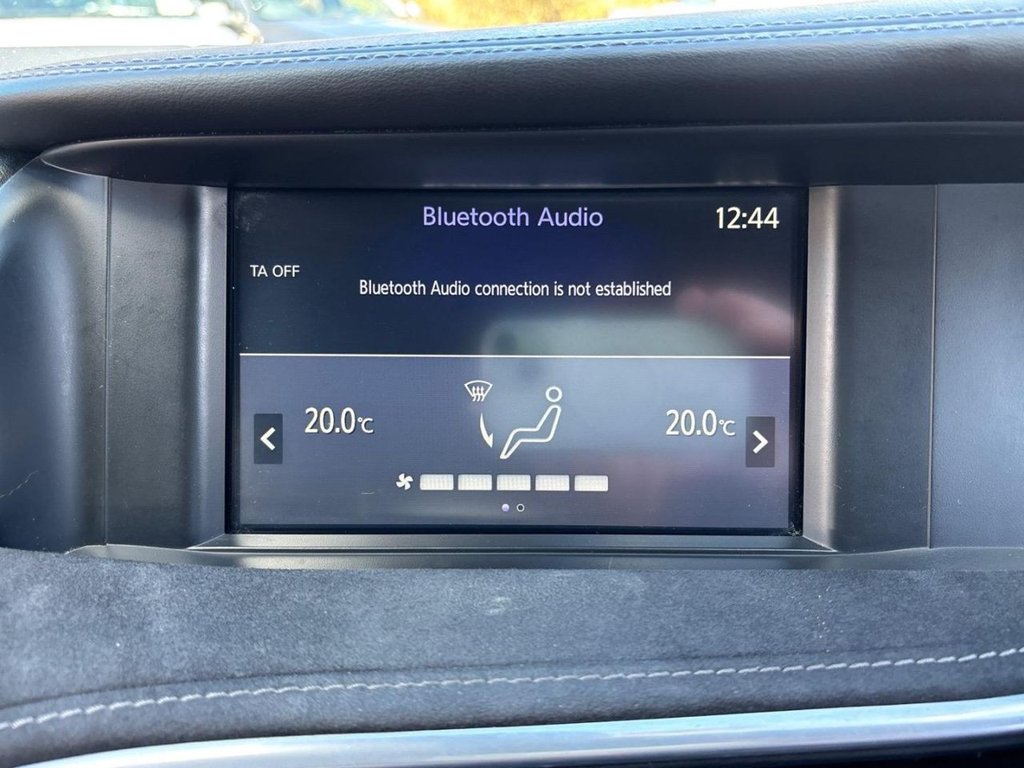 Bluetooth Audio
12:44
TA OFF
Bluetooth Audio connection is not established
20.0°C
20.0°C